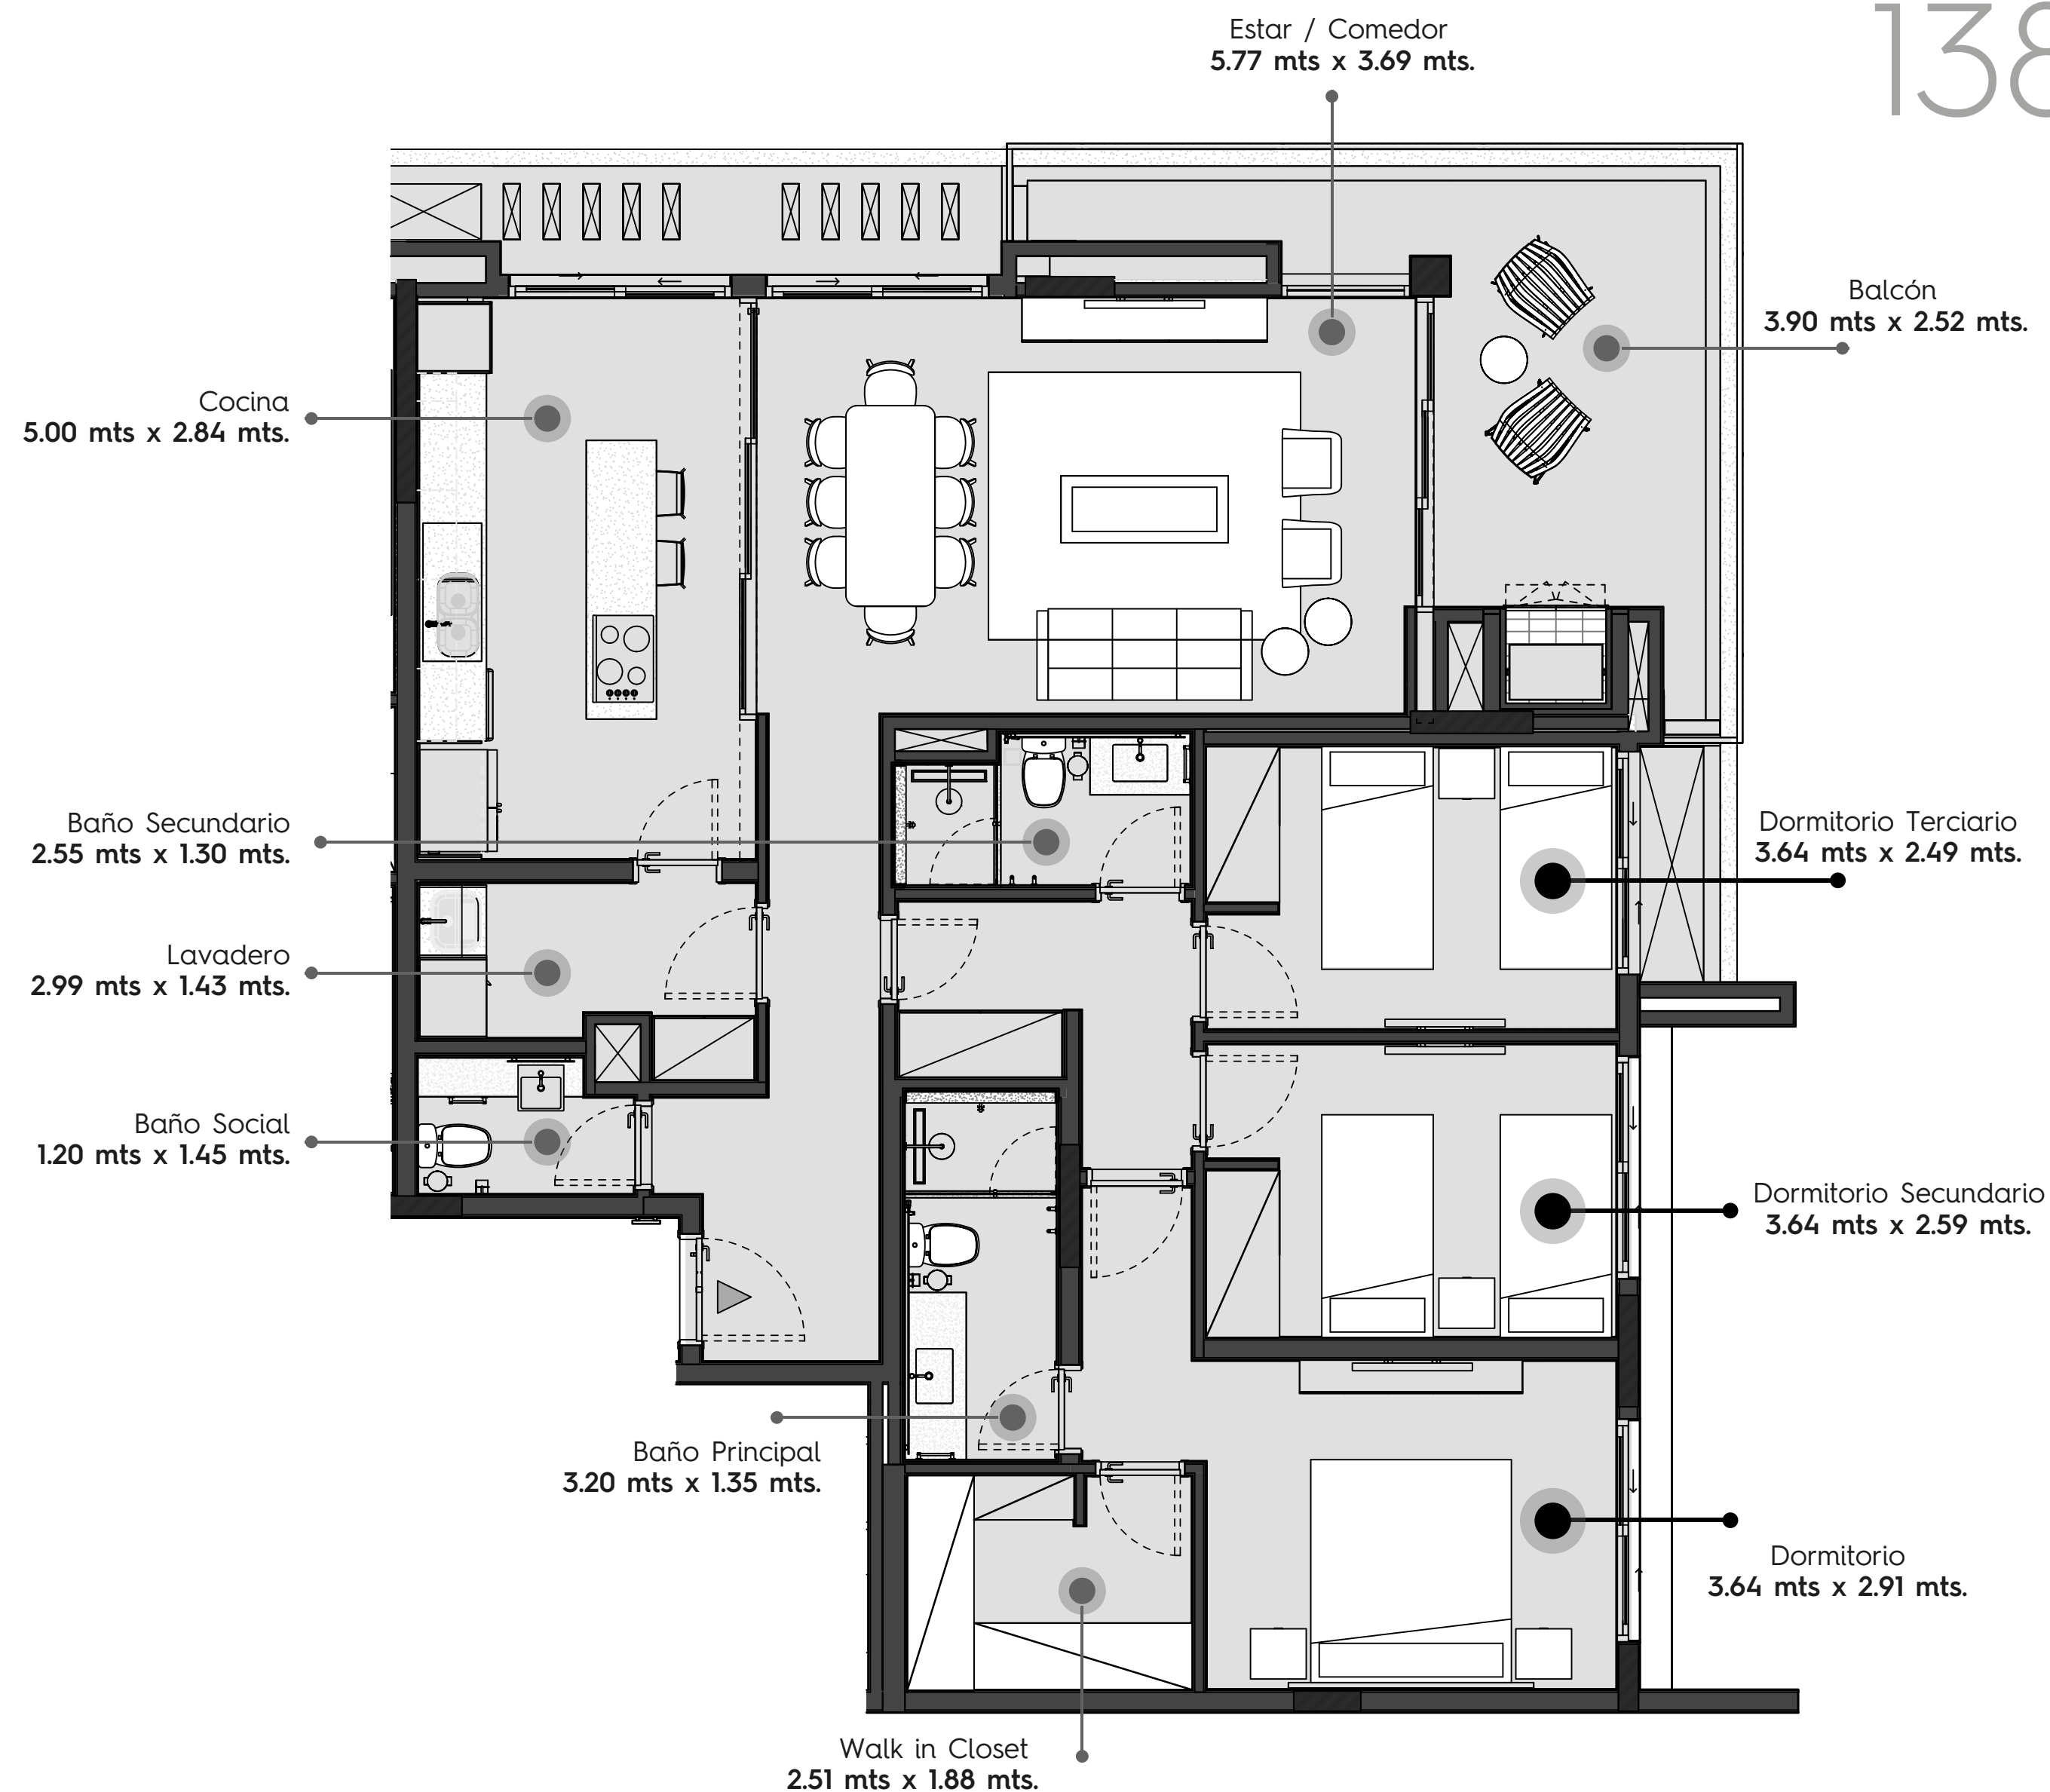 138
Estar / Comedor
5.77 mts x 3.69 mts.
Balcón
3.90 mts x 2.52 mts.
Cocina
5.00 mts x 2.84 mts.
Baño Secundario
2.55 mts x 1.30 mts.
Dormitorio Terciario
3.64 mts x 2.49 mts.
Lavadero
2.99 mts x 1.43 mts.
Baño Social
1.20 mts x 1.45 mts.
Dormitorio Secundario
3.64 mts x 2.59 mts.
Baño Principal
3.20 mts x 1.35 mts.
Dormitorio
3.64 mts x 2.91 mts.
Walk in Closet
2.51 mts x 1.88 mts.